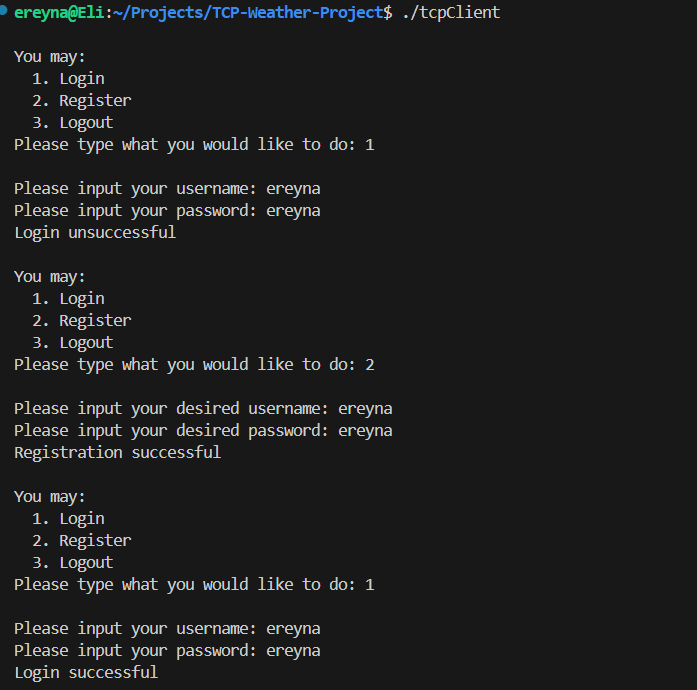 ereyna@Eli:~/Projects/TCP-Weather-Project$ ./tcpClient
You may:
1. Login
2. Register
3. Logout
Please type what you would like to do: 1
Please input your username: ereyna
Please input your password: ereyna
Login unsuccessful
You may:
1. Login
2. Register
3. Logout
Please type what you would like to do: 2
Please input your desired username: ereyna
Please input your desired password: ereyna
Registration successful
You may:
1. Login
2. Register
3. Logout
Please type what you would like to do: 1
Please input your username: ereyna
Please input your password: ereyna
Login successful